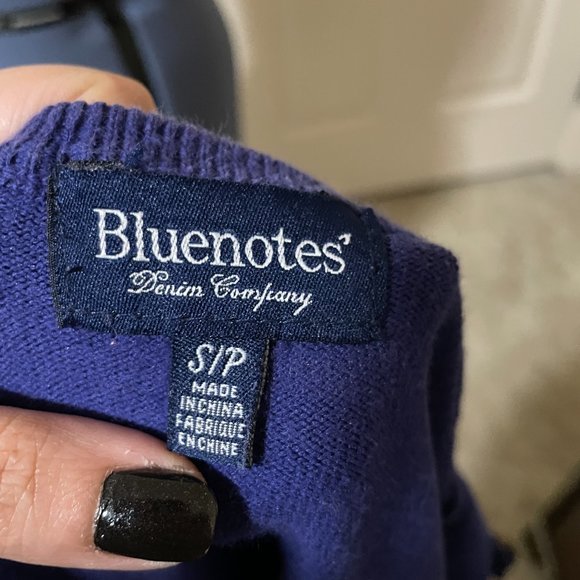 Bluenotes
Denim Company
S/P
MADE
IN CHINA
FABRIQUE
EN CHINE